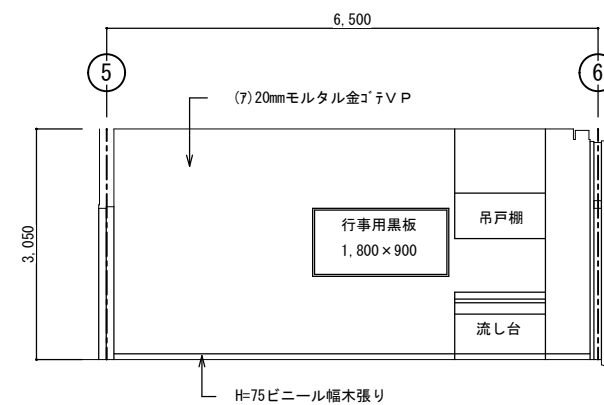 6,500
5
6
(ｱ)20mmモルタル金ｺﾞﾃＶＰ
3,050
行事用黒板
1,800×900
吊戸棚
流し台
H=75ビニール幅木張り